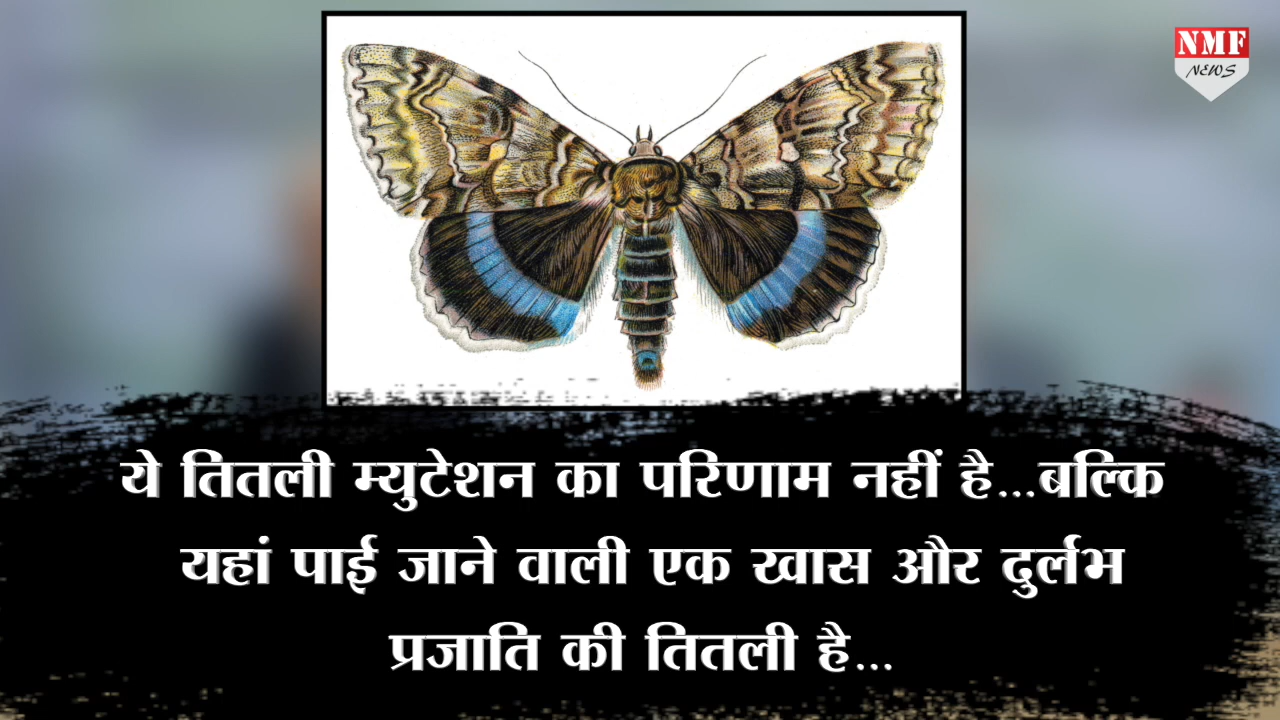 NMF
NEWS
ये तितली म्युटेशन का परिणाम नहीं है...बल्कि
यहां पाई जाने वाली एक खास और दुर्लभ
प्रजाति की तितली है...